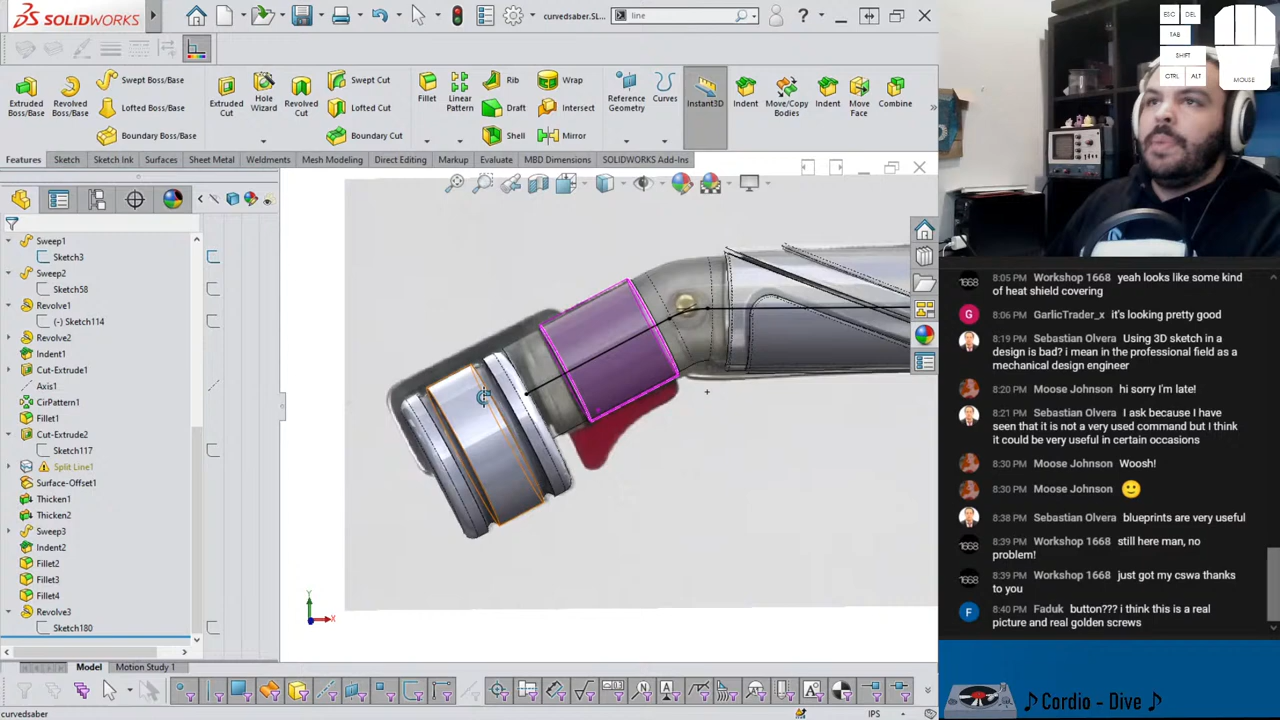 SOLIDWORKS
curvedsaber.SL...
line
Extruded Boss/Base
Revolved Boss/Base
Swept Boss/Base
Lofted Boss/Base
Boundary Boss/Base
Extruded Cut
Hole Wizard
Revolved Cut
Swept Cut
Lofted Cut
Boundary Cut
Fillet
Linear Pattern
Rib
Draft
Shell
Wrap
Intersect
Mirror
Reference Geometry
Curves
Instant3D
Indent
Move/Copy Bodies
Indent
Move Face
Combine
Features
Sketch
Sketch Ink
Surfaces
Sheet Metal
Weldments
Mesh Modeling
Direct Editing
Markup
Evaluate
MBD Dimensions
SOLIDWORKS Add-Ins
Sweep1
Sketch3
Sweep2
Sketch58
Revolve1
(-) Sketch114
Revolve2
Indent1
Cut-Extrude1
Axis1
CirPattern1
Fillet1
Cut-Extrude2
Sketch117
Split Line1
Surface-Offset1
Thicken1
Thicken2
Sweep3
Indent2
Fillet2
Fillet3
Fillet4
Revolve3
Sketch180
Y
X
Model
Motion Study 1
curvedsaber
IPS
ESC
DEL
TAB
SHIFT
CTRL
ALT
MOUSE
8:05 PM Workshop 1668 yeah looks like some kind
of heat shield covering
8:06 PM GarlicTrader_x it's looking pretty good
8:19 PM Sebastian Olvera Using 3D sketch in a
design is bad? i mean in the professional field as a
mechanical design engineer
8:20 PM Moose Johnson hi sorry I'm late!
8:21 PM Sebastian Olvera I ask because I have
seen that it is not a very used command but I think
it could be very useful in certain occasions
8:30 PM Moose Johnson Woosh!
8:30 PM Moose Johnson 🙂
8:38 PM Sebastian Olvera blueprints are very useful
8:39 PM Workshop 1668 still here man, no
problem!
8:39 PM Workshop 1668 just got my cswa thanks
to you
8:40 PM Faduk button??? i think this is a real
picture and real golden screws
♪ Cordio - Dive ♪